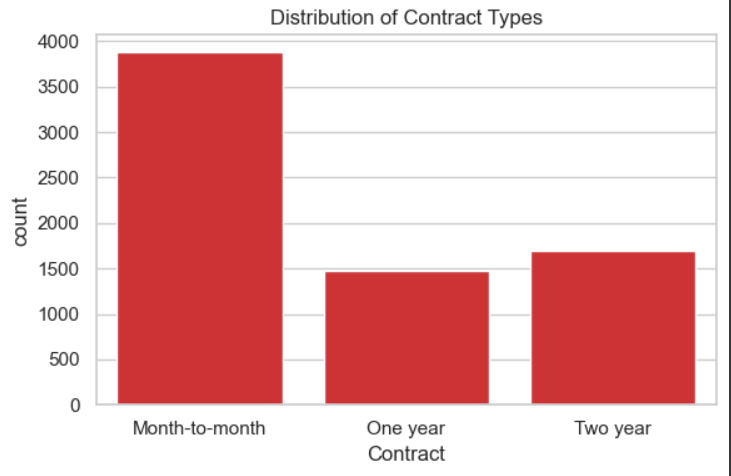 Distribution of Contract Types
4000
3500
3000
2500
2000
1500
1000
500
0
count
Month-to-month
One year
Two year
Contract